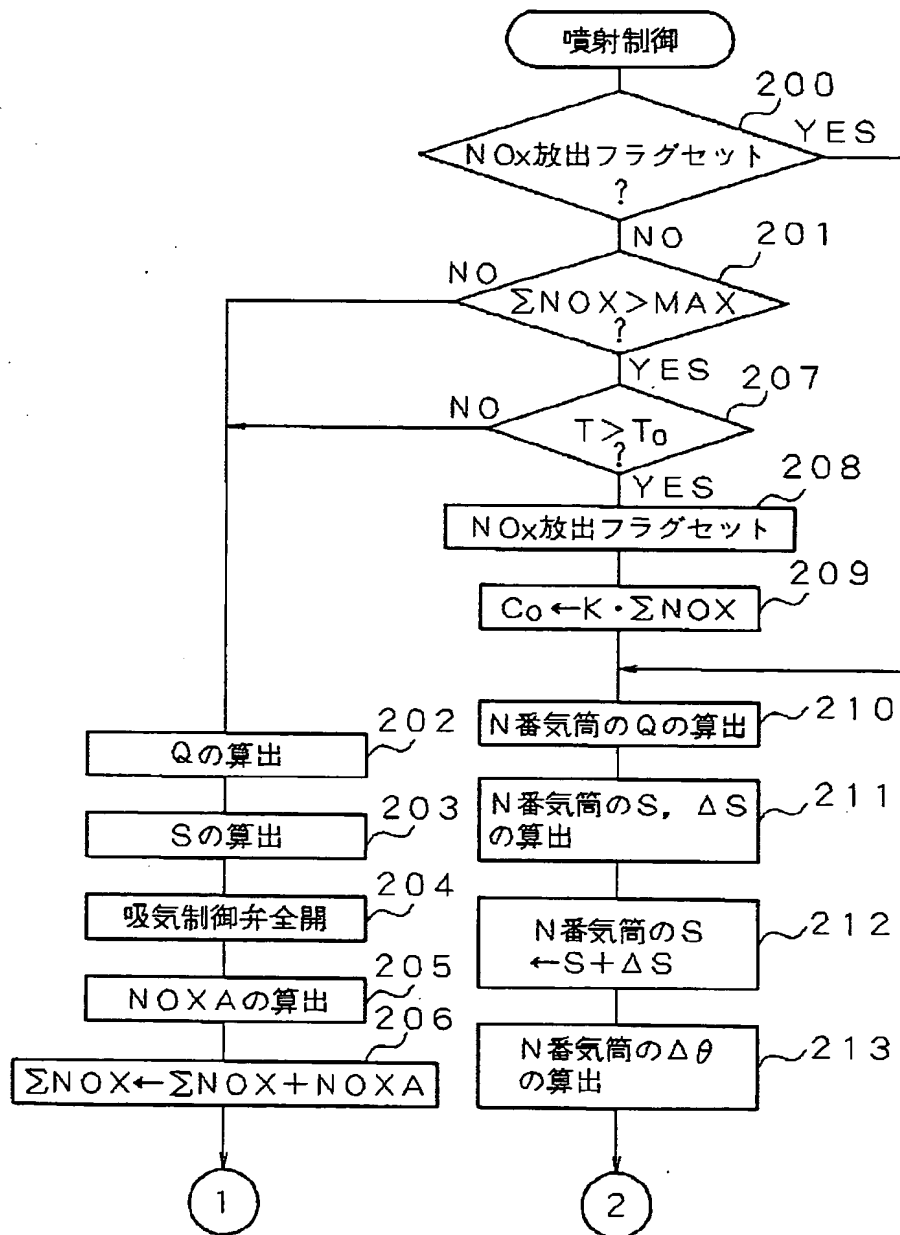 噴射制御
200
YES
NOx放出フラグセット
?
NO
201
NO
ΣNOX>MAX
?
YES
207
NO
T>T₀
?
YES
208
NOx放出フラグセット
209
C₀←K・ΣNOX
202
Qの算出
203
Sの算出
204
吸気制御弁全開
205
NOXAの算出
206
ΣNOX←ΣNOX+NOXA
1
210
N番気筒のQの算出
211
N番気筒のS, ΔS
の算出
212
N番気筒のS
←S+ΔS
213
N番気筒のΔθ
の算出
2